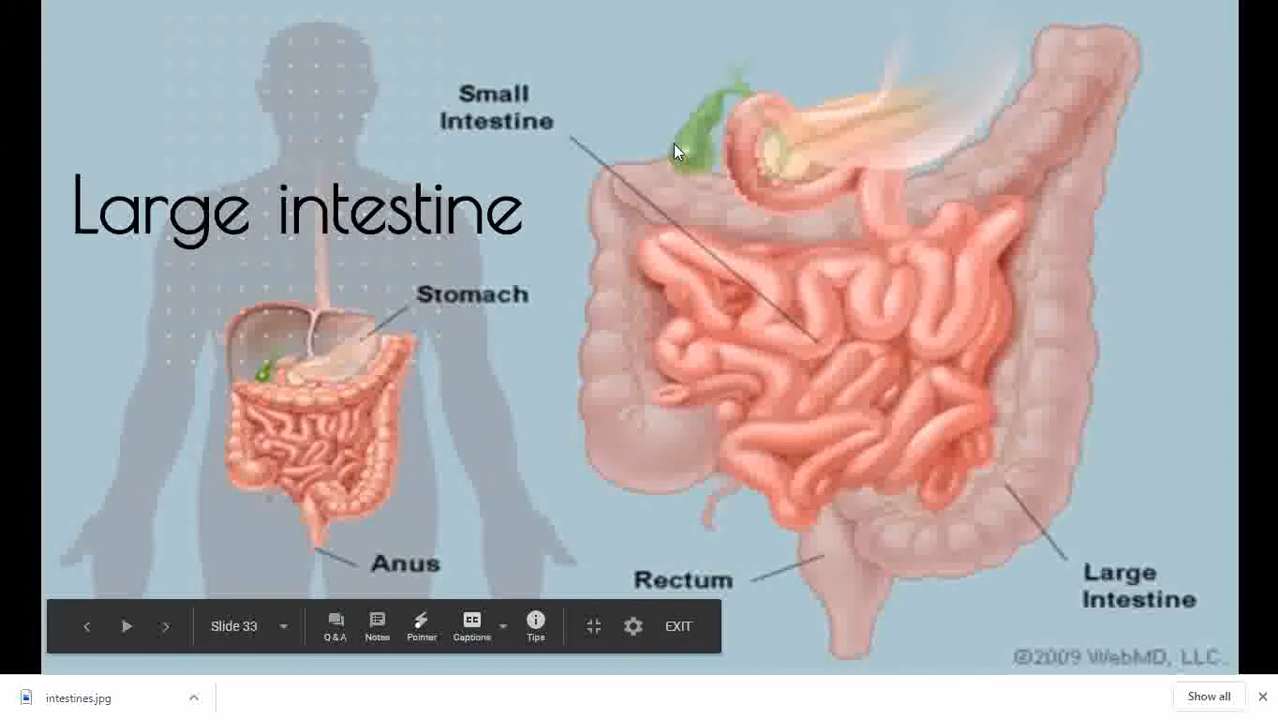 Small
Intestine
Large intestine
Stomach
Anus
Rectum
Large
Intestine
Slide 33
Q & A
Notes
Pointer
CC
Captions
Tips
EXIT
©2009 WebMD, LLC.
intestines.jpg
Show all